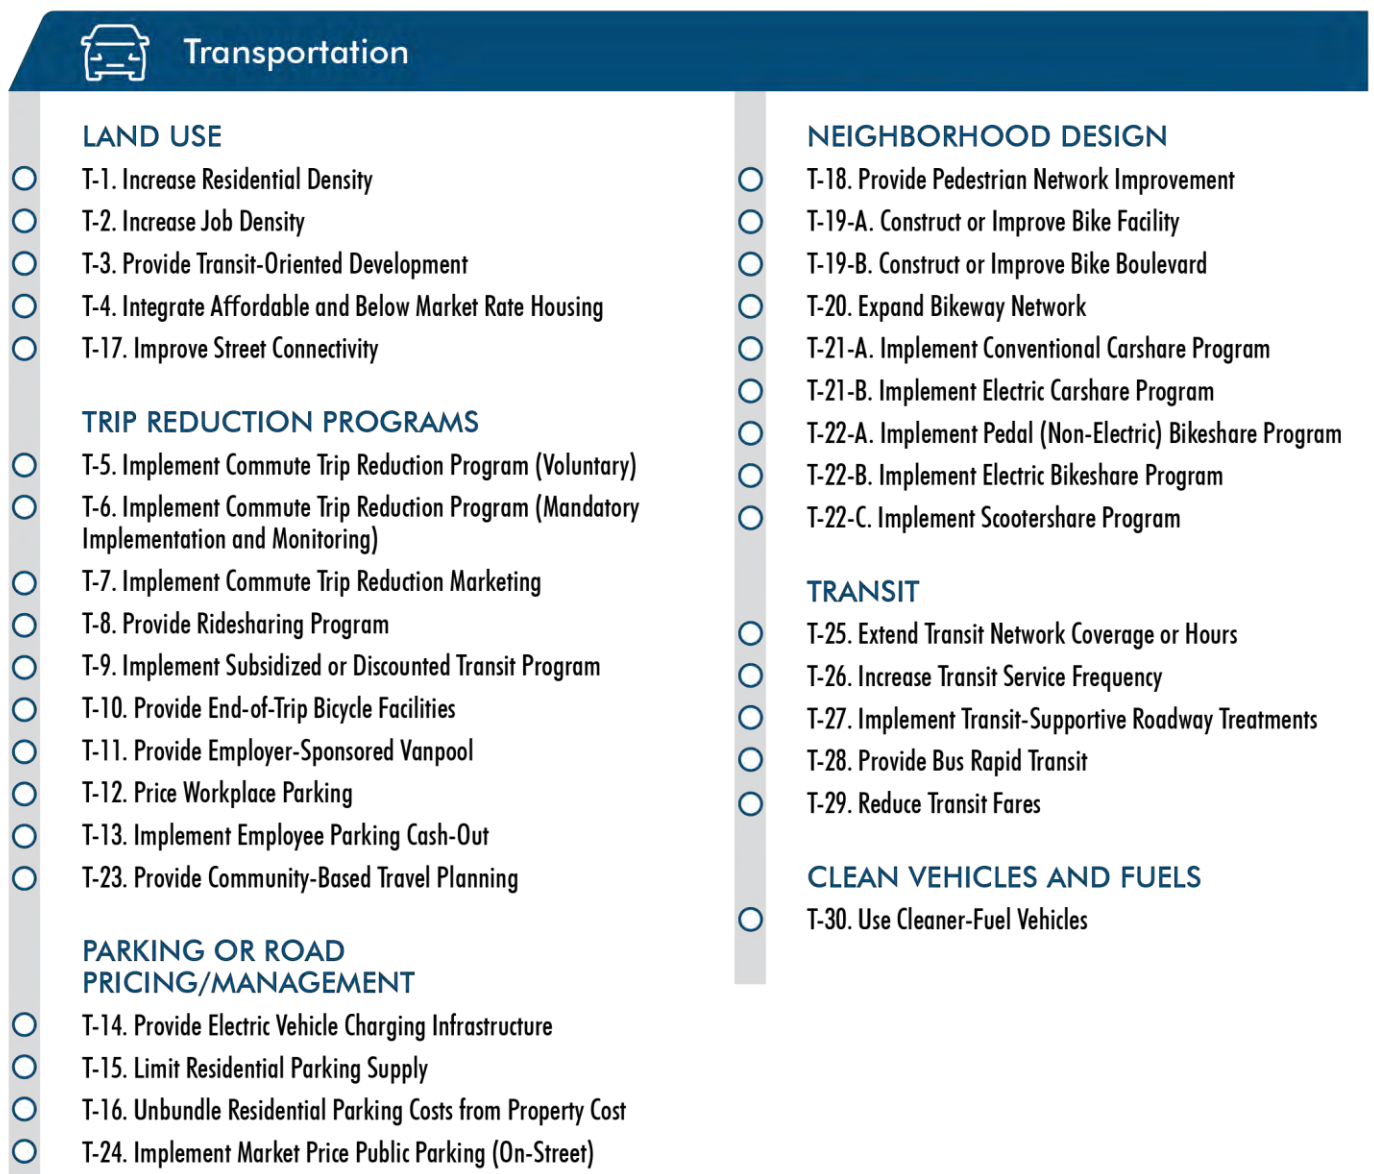 Transportation
LAND USE
T-1. Increase Residential Density
T-2. Increase Job Density
T-3. Provide Transit-Oriented Development
T-4. Integrate Affordable and Below Market Rate Housing
T-17. Improve Street Connectivity
TRIP REDUCTION PROGRAMS
T-5. Implement Commute Trip Reduction Program (Voluntary)
T-6. Implement Commute Trip Reduction Program (Mandatory
Implementation and Monitoring)
T-7. Implement Commute Trip Reduction Marketing
T-8. Provide Ridesharing Program
T-9. Implement Subsidized or Discounted Transit Program
T-10. Provide End-of-Trip Bicycle Facilities
T-11. Provide Employer-Sponsored Vanpool
T-12. Price Workplace Parking
T-13. Implement Employee Parking Cash-Out
T-23. Provide Community-Based Travel Planning
PARKING OR ROAD
PRICING/MANAGEMENT
T-14. Provide Electric Vehicle Charging Infrastructure
T-15. Limit Residential Parking Supply
T-16. Unbundle Residential Parking Costs from Property Cost
T-24. Implement Market Price Public Parking (On-Street)
NEIGHBORHOOD DESIGN
T-18. Provide Pedestrian Network Improvement
T-19-A. Construct or Improve Bike Facility
T-19-B. Construct or Improve Bike Boulevard
T-20. Expand Bikeway Network
T-21-A. Implement Conventional Carshare Program
T-21-B. Implement Electric Carshare Program
T-22-A. Implement Pedal (Non-Electric) Bikeshare Program
T-22-B. Implement Electric Bikeshare Program
T-22-C. Implement Scootershare Program
TRANSIT
T-25. Extend Transit Network Coverage or Hours
T-26. Increase Transit Service Frequency
T-27. Implement Transit-Supportive Roadway Treatments
T-28. Provide Bus Rapid Transit
T-29. Reduce Transit Fares
CLEAN VEHICLES AND FUELS
T-30. Use Cleaner-Fuel Vehicles